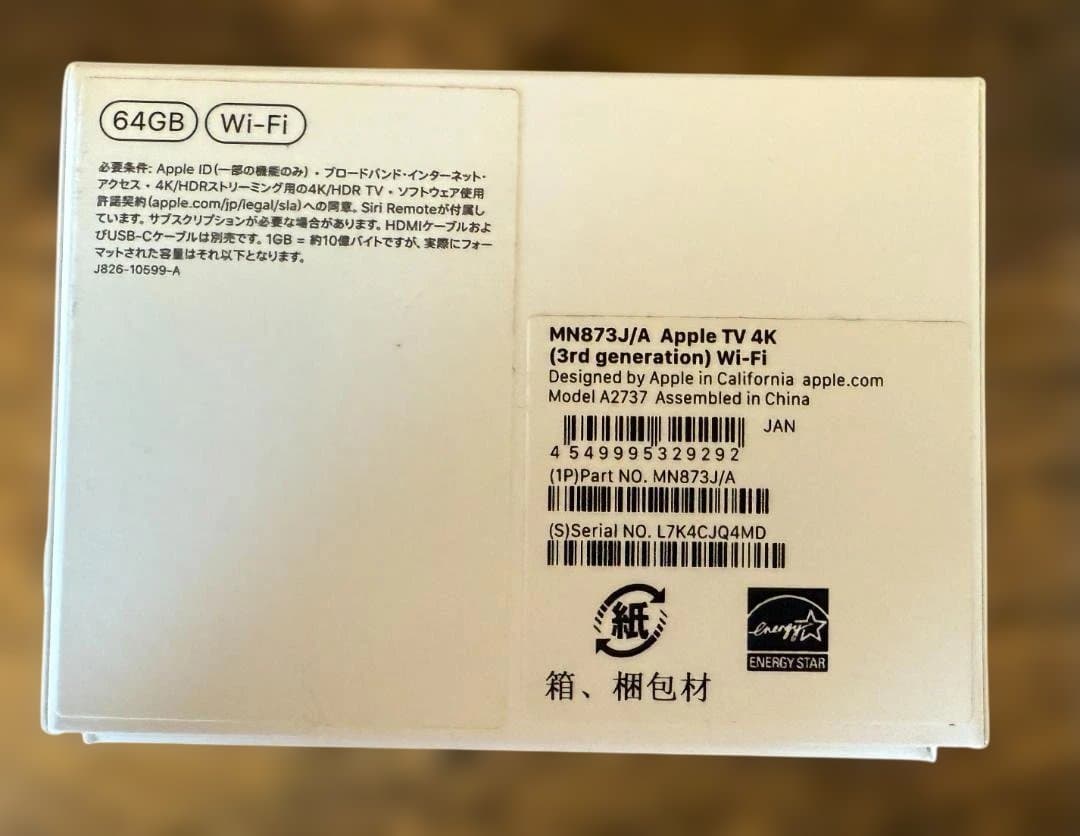 64GB Wi-Fi
必要条件: Apple ID(一部の機能のみ)・ブロードバンド・インターネット・
アクセス・4K/HDRストリーミング用の4K/HDR TV・ソフトウェア使用
許諾契約(apple.com/jp/legal/sla)への同意。Siri Remoteが付属し
ています。サブスクリプションが必要な場合があります。HDMIケーブルおよ
びUSB-Cケーブルは別売です。1GB = 約10億バイトですが、実際にフォー
マットされた容量はそれ以下となります。
J826-10599-A
MN873J/A Apple TV 4K
(3rd generation) Wi-Fi
Designed by Apple in California apple.com
Model A2737 Assembled in China
JAN
4549995329292
(1P)Part NO. MN873J/A
(S)Serial NO. L7K4CJQ4MD
紙
energy
ENERGY STAR
箱、梱包材